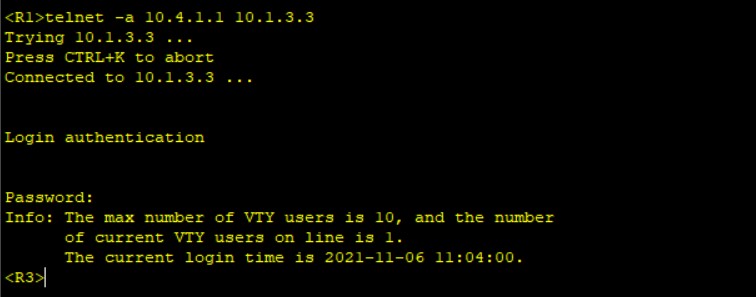 <R1>telnet -a 10.4.1.1 10.1.3.3
Trying 10.1.3.3 ...
Press CTRL+K to abort
Connected to 10.1.3.3 ...
Login authentication
Password:
Info: The max number of VTY users is 10, and the number
of current VTY users on line is 1.
The current login time is 2021-11-06 11:04:00.
<R3>